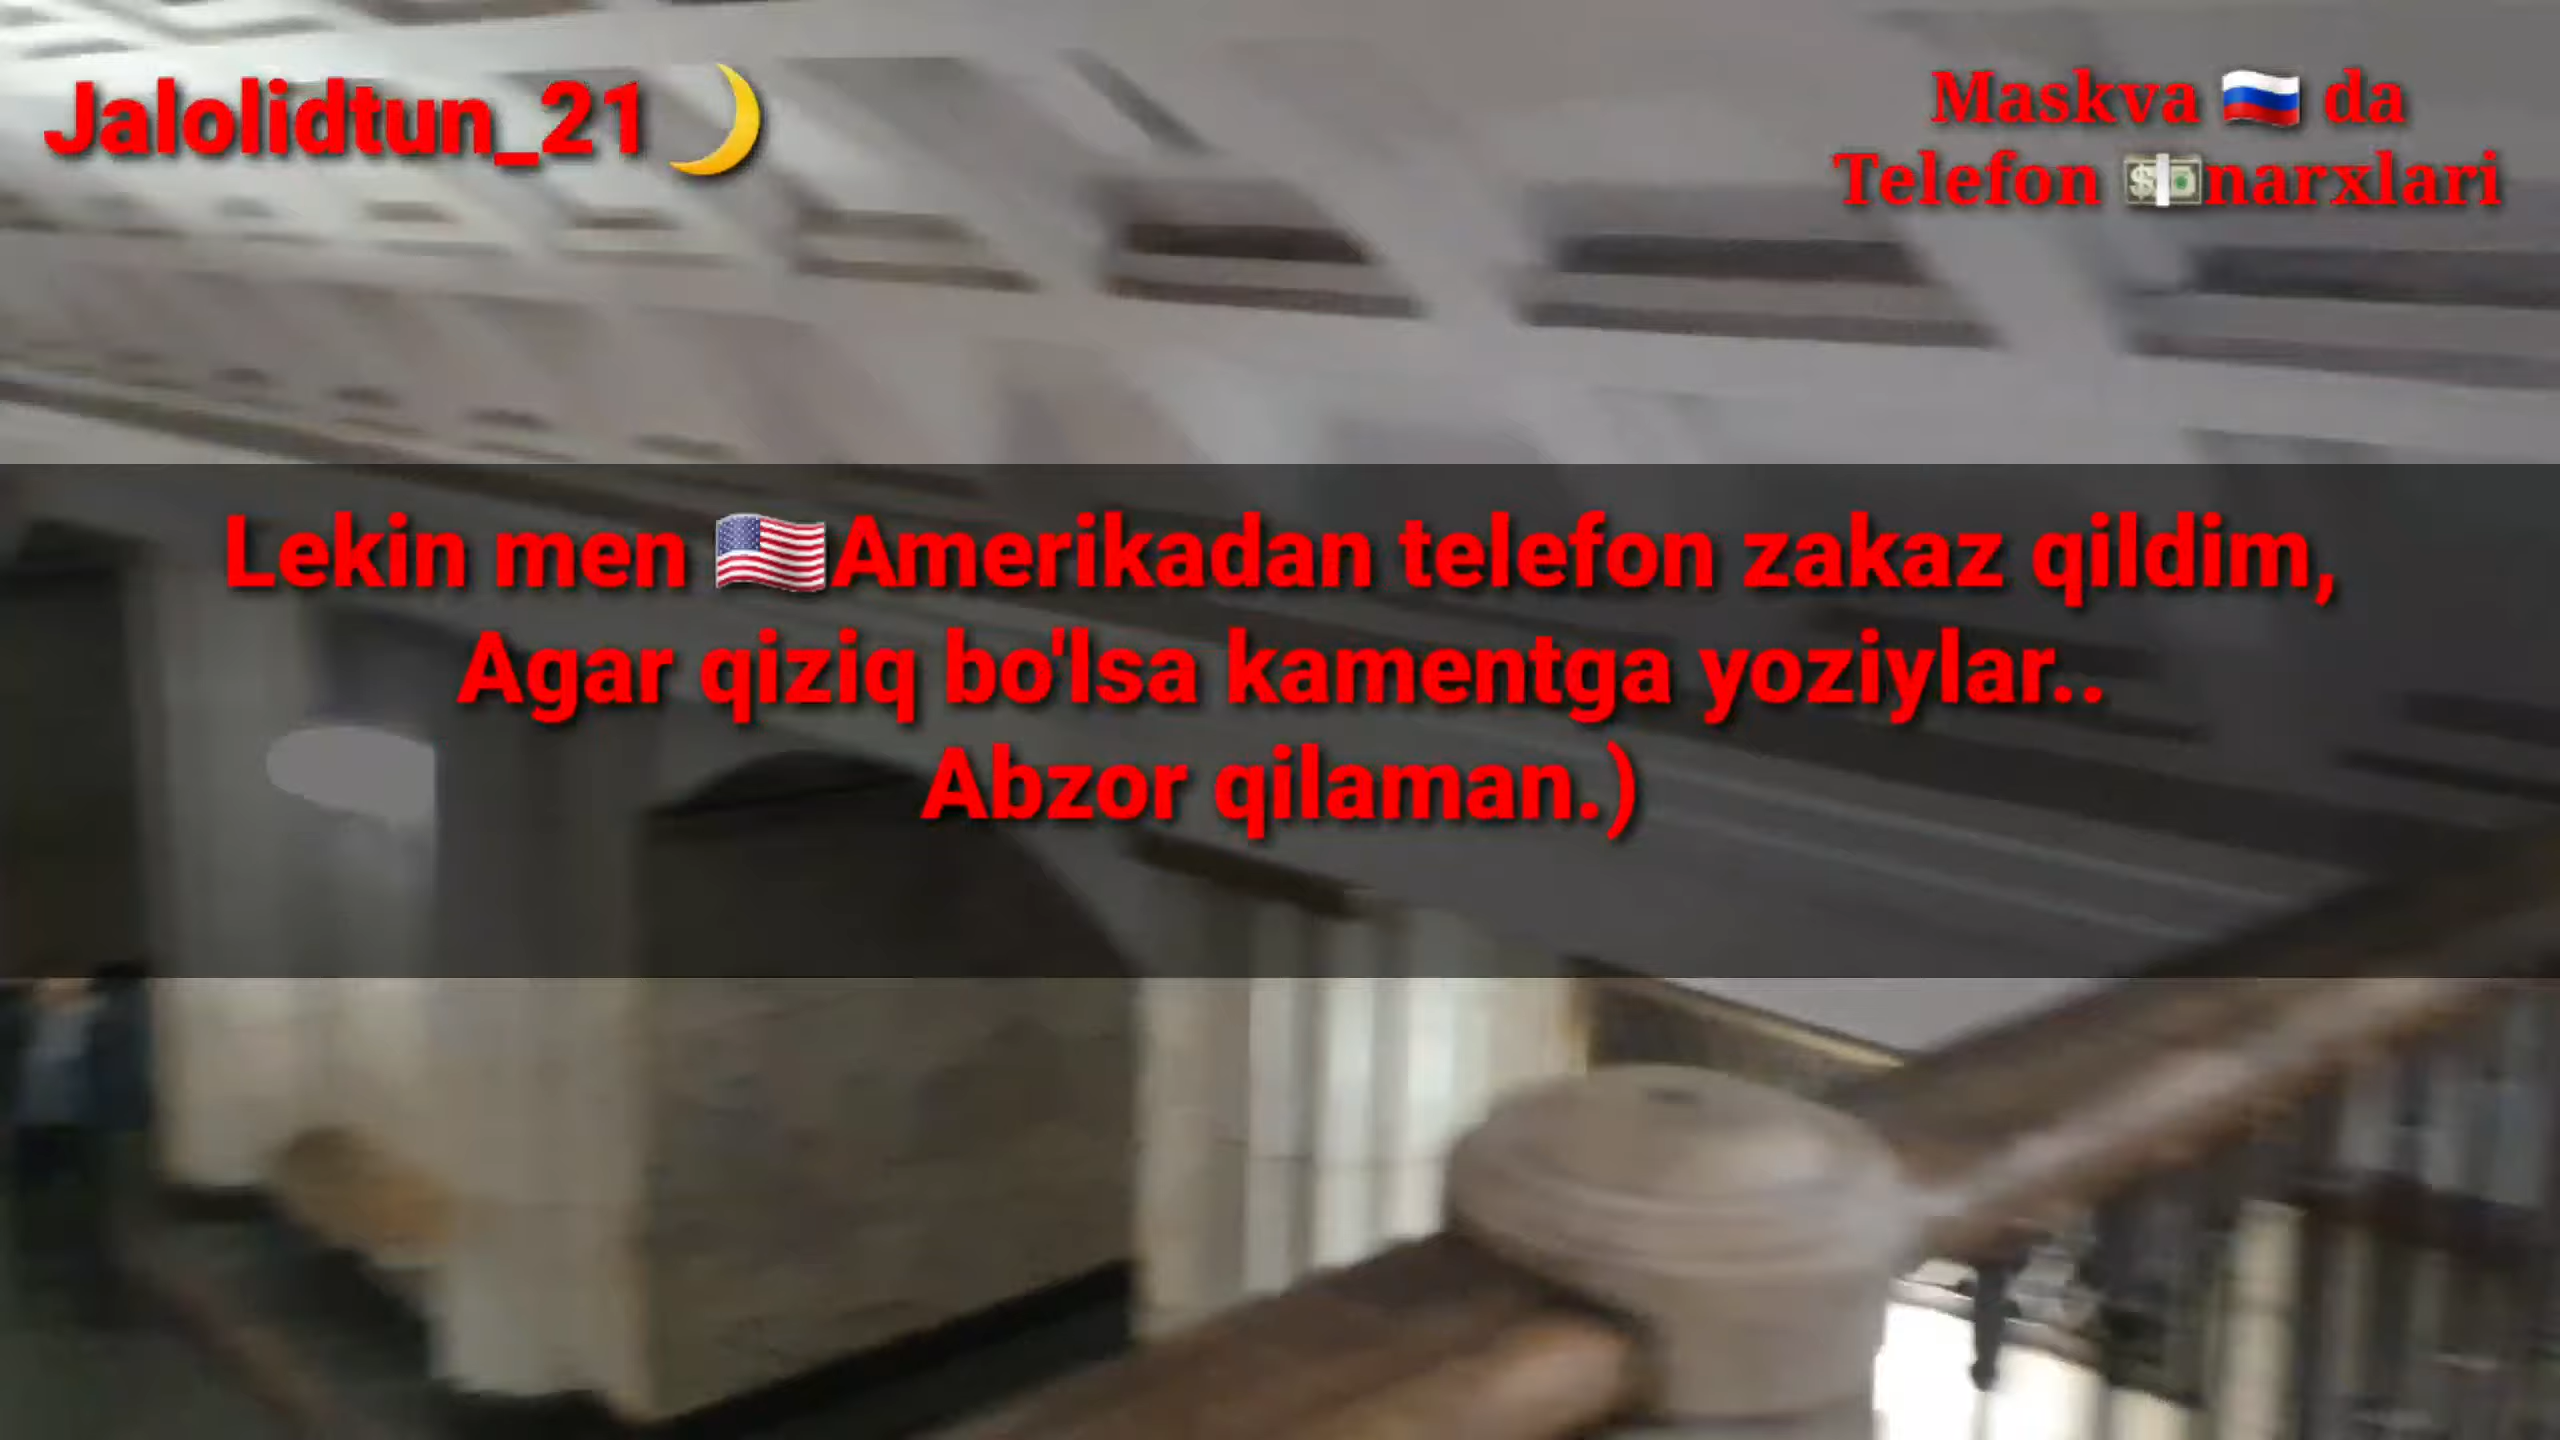 Jalolidtun_21🌙
Maskva 🇷🇺 da
Telefon 💵narxlari
Lekin men 🇺🇸Amerikadan telefon zakaz qildim,
Agar qiziq bo'lsa kamentga yoziylar..
Abzor qilaman.)